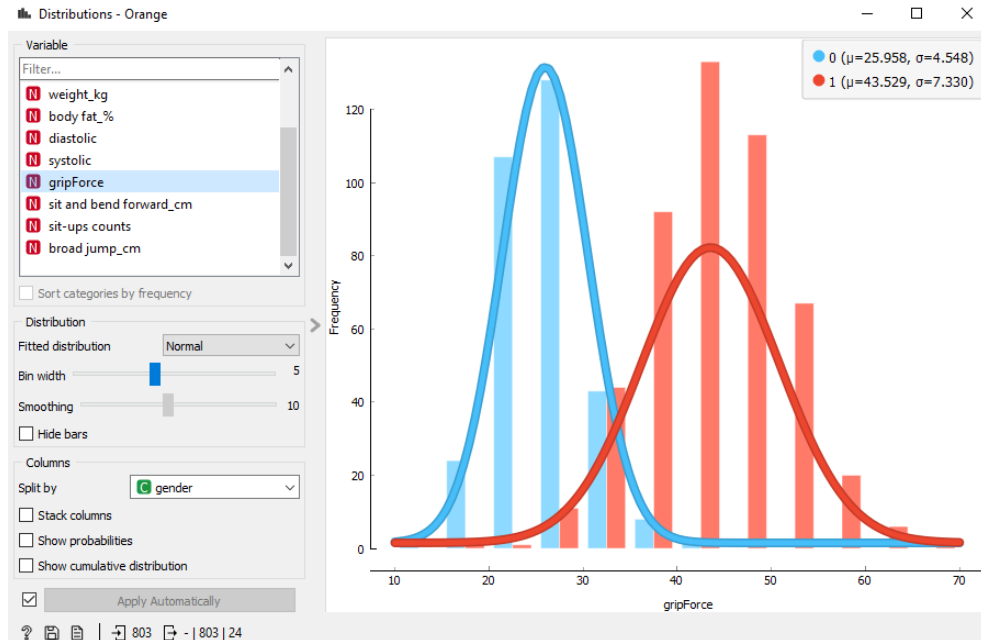 Distributions - Orange
Variable
Filter...
N weight_kg
N body fat_%
N diastolic
N systolic
N gripForce
N sit and bend forward_cm
N sit-ups counts
N broad jump_cm
Sort categories by frequency
Distribution
Fitted distribution Normal
Bin width 5
Smoothing 10
Hide bars
Columns
Split by C gender
Stack columns
Show probabilities
Show cumulative distribution
Apply Automatically
? 803 - | 803 | 24
0 (μ=25.958, σ=4.548)
1 (μ=43.529, σ=7.330)
Frequency
120
100
80
60
40
20
0
10 20 30 40 50 60 70
gripForce